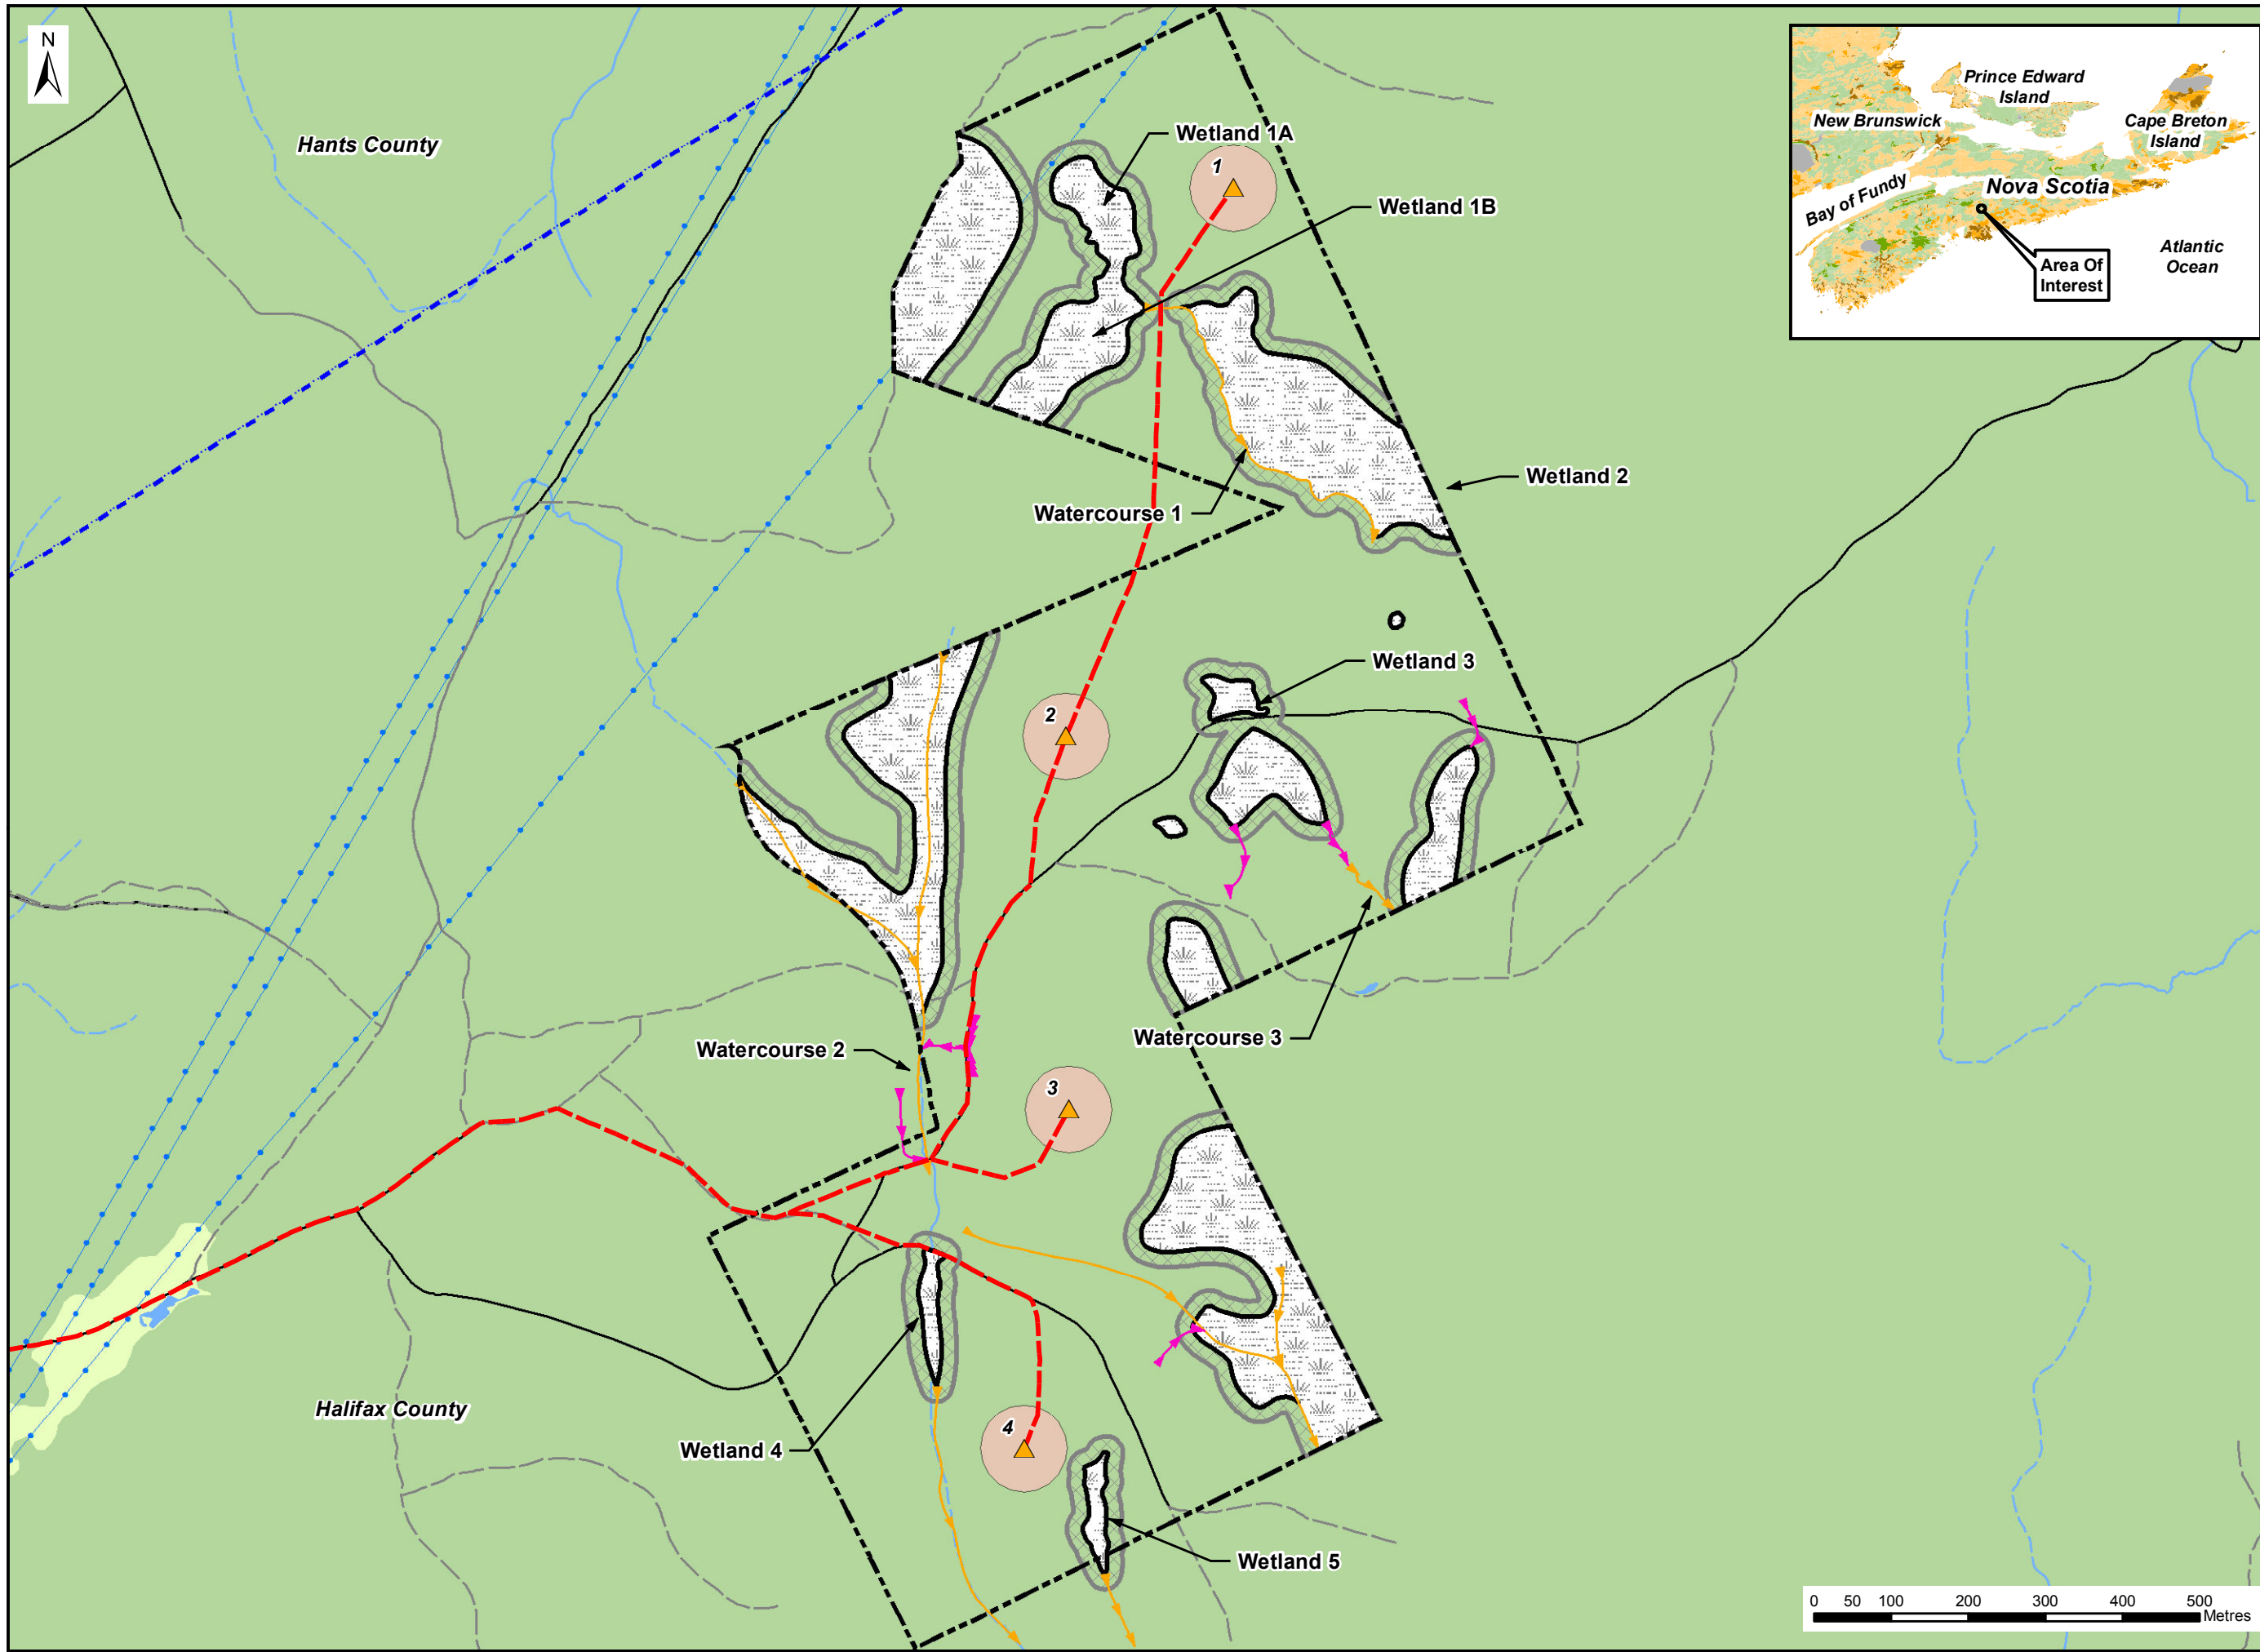 N
Hants County
Wetland 1A
1
Wetland 1B
Prince Edward
Island
New Brunswick
Cape Breton
Island
Bay of Fundy
Nova Scotia
Atlantic
Ocean
Area Of
Interest
Wetland 2
Watercourse 1
Wetland 3
2
Watercourse 3
Watercourse 2
3
Halifax County
4
Wetland 4
Wetland 5
0 50 100 200 300 400 500
Metres